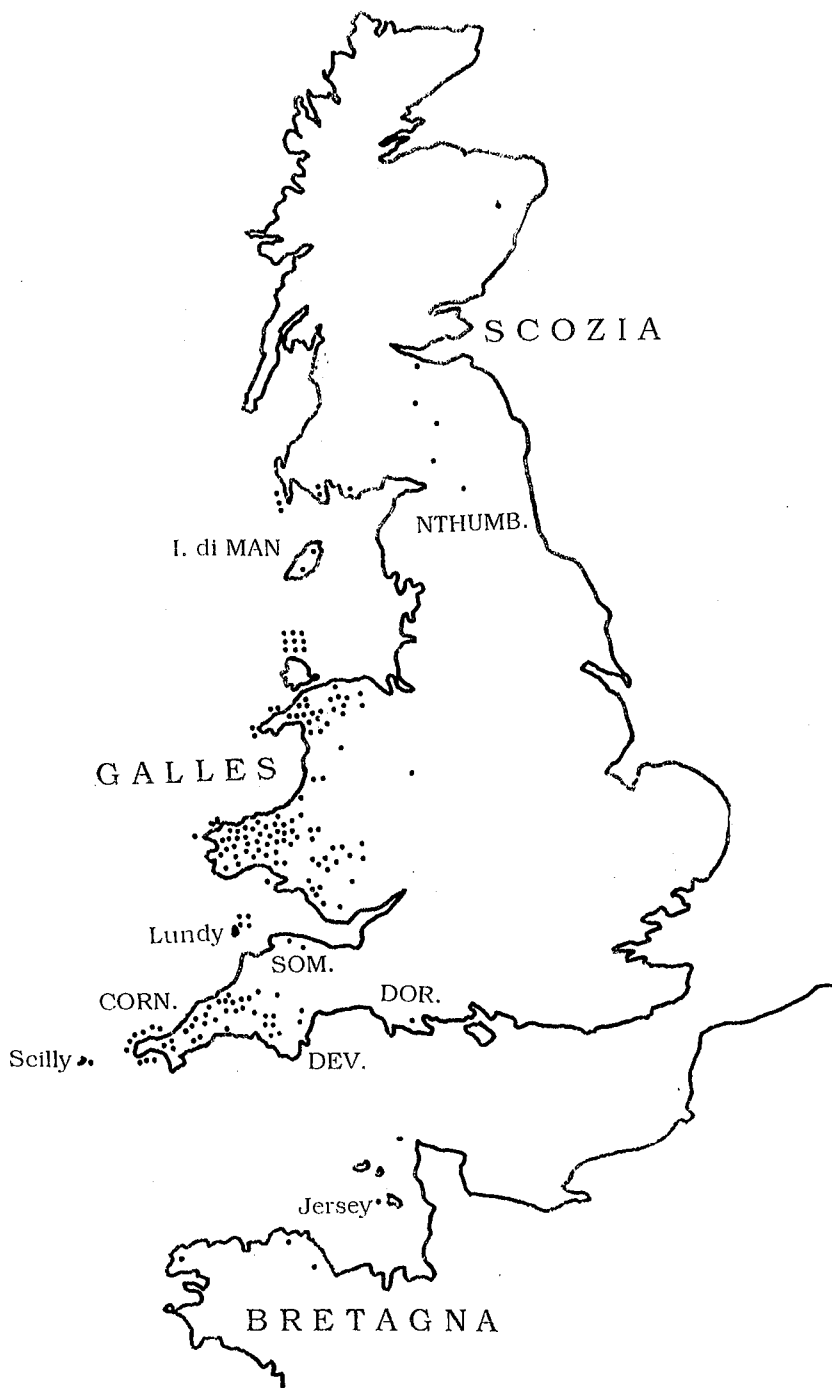 SCOZIA
NTHUMB.
I. di MAN
GALLES
Lundy
SOM.
CORN.
DOR.
Scilly
DEV.
Jersey
BRETAGNA